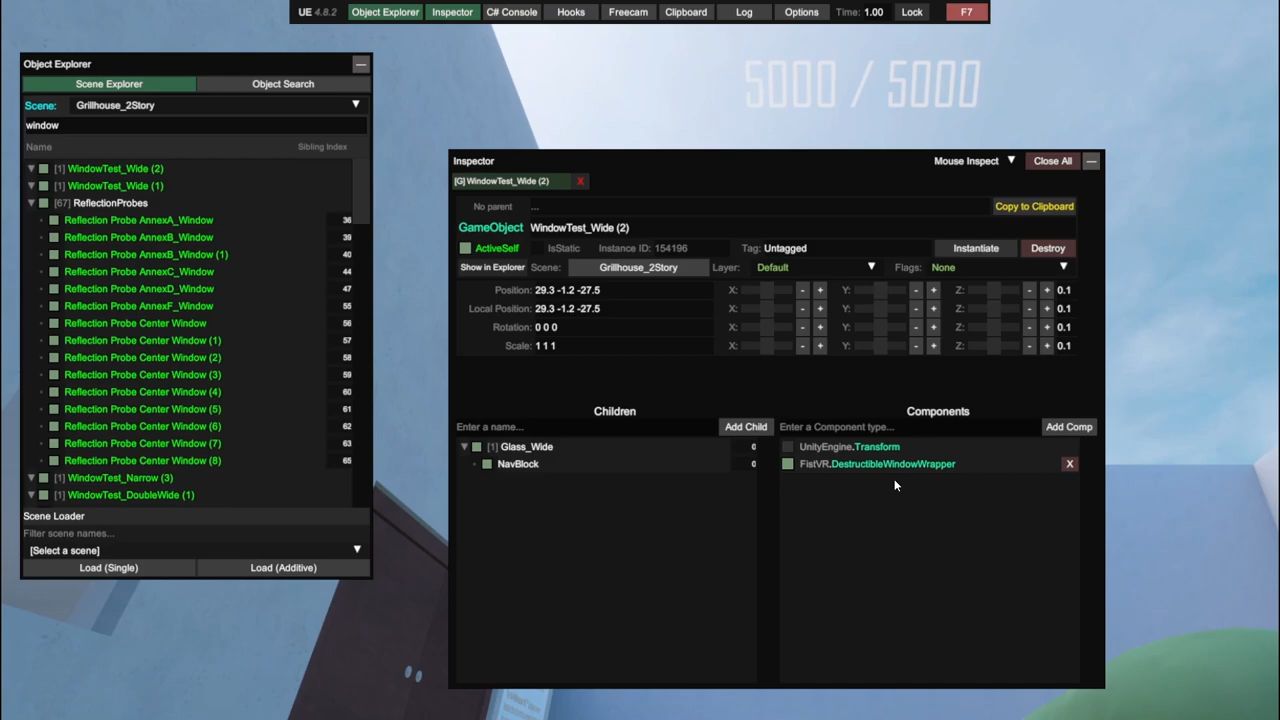 UE 4.8.2 Object Explorer Inspector C# Console Hooks Freecam Clipboard Log Options Time: 1.00 Lock F7
5000 / 5000
Object Explorer —
Scene Explorer Object Search
Scene: Grillhouse_2Story ▼
window
Name Sibling Index
▼ [1] WindowTest_Wide (2)
▼ [1] WindowTest_Wide (1)
▼ [67] ReflectionProbes
Reflection Probe AnnexA_Window 36
Reflection Probe AnnexB_Window 39
Reflection Probe AnnexB_Window (1) 40
Reflection Probe AnnexC_Window 44
Reflection Probe AnnexD_Window 47
Reflection Probe AnnexF_Window 55
Reflection Probe Center Window 56
Reflection Probe Center Window (1) 57
Reflection Probe Center Window (2) 58
Reflection Probe Center Window (3) 59
Reflection Probe Center Window (4) 60
Reflection Probe Center Window (5) 61
Reflection Probe Center Window (6) 62
Reflection Probe Center Window (7) 63
Reflection Probe Center Window (8) 65
▼ [1] WindowTest_Narrow (3)
▼ [1] WindowTest_DoubleWide (1)
Scene Loader
Filter scene names...
[Select a scene] ▼
Load (Single) Load (Additive)
Inspector Mouse Inspect ▼ Close All —
[G] WindowTest_Wide (2) X
No parent ... Copy to Clipboard
GameObject WindowTest_Wide (2)
ActiveSelf IsStatic Instance ID: 154196 Tag: Untagged Instantiate Destroy
Show in Explorer Scene: Grillhouse_2Story Layer: Default ▼ Flags: None ▼
Position: 29.3 -1.2 -27.5 X: - + Y: - + Z: - + 0.1
Local Position: 29.3 -1.2 -27.5 X: - + Y: - + Z: - + 0.1
Rotation: 0 0 0 X: - + Y: - + Z: - + 0.1
Scale: 1 1 1 X: - + Y: - + Z: - + 0.1
Children Components
Enter a name... Add Child Enter a Component type... Add Comp
▼ [1] Glass_Wide 0 UnityEngine.Transform
NavBlock 0 FistVR.DestructibleWindowWrapper X